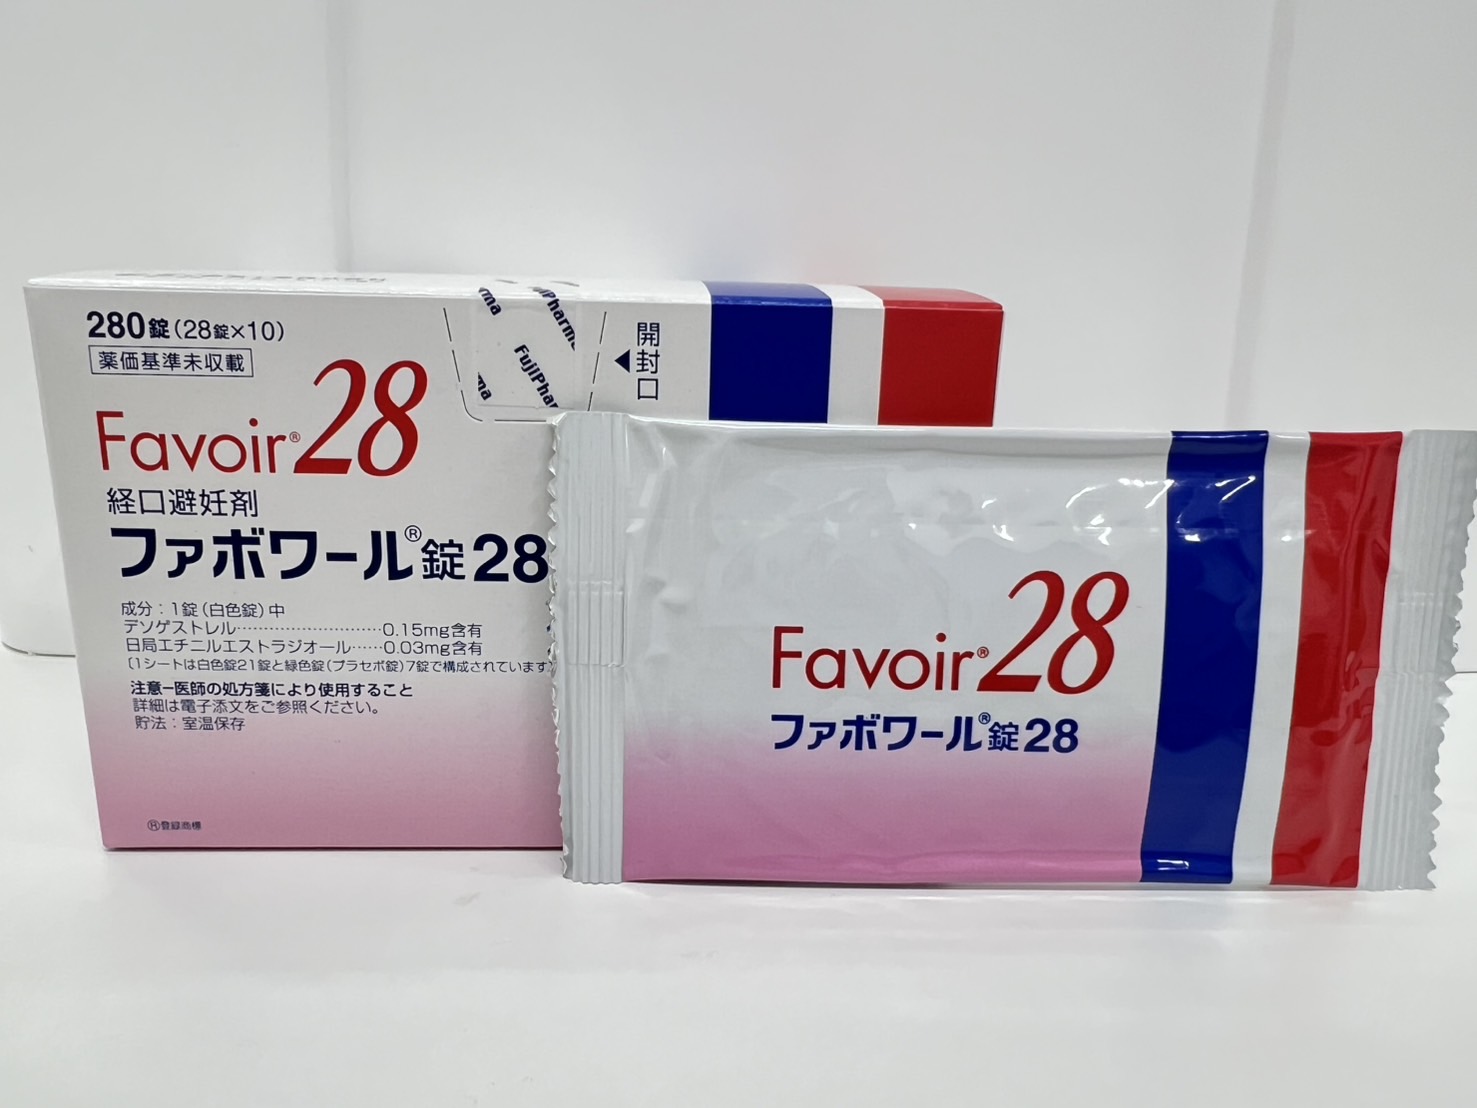 280錠(28錠×10)
薬価基準未収載
Favoir®28
経口避妊剤
ファボワール®錠28
成分:1錠(白色錠)中
デソゲストレル………………………0.15mg含有
日局エチニルエストラジオール……0.03mg含有
(1シートは白色錠21錠と緑色錠(プラセボ錠)7錠で構成されています。)
注意-医師の処方箋により使用すること
詳細は電子添文をご参照ください。
貯法:室温保存
Ⓡ登録商標
FujiPharma
◀開封口
Favoir®28
ファボワール®錠28